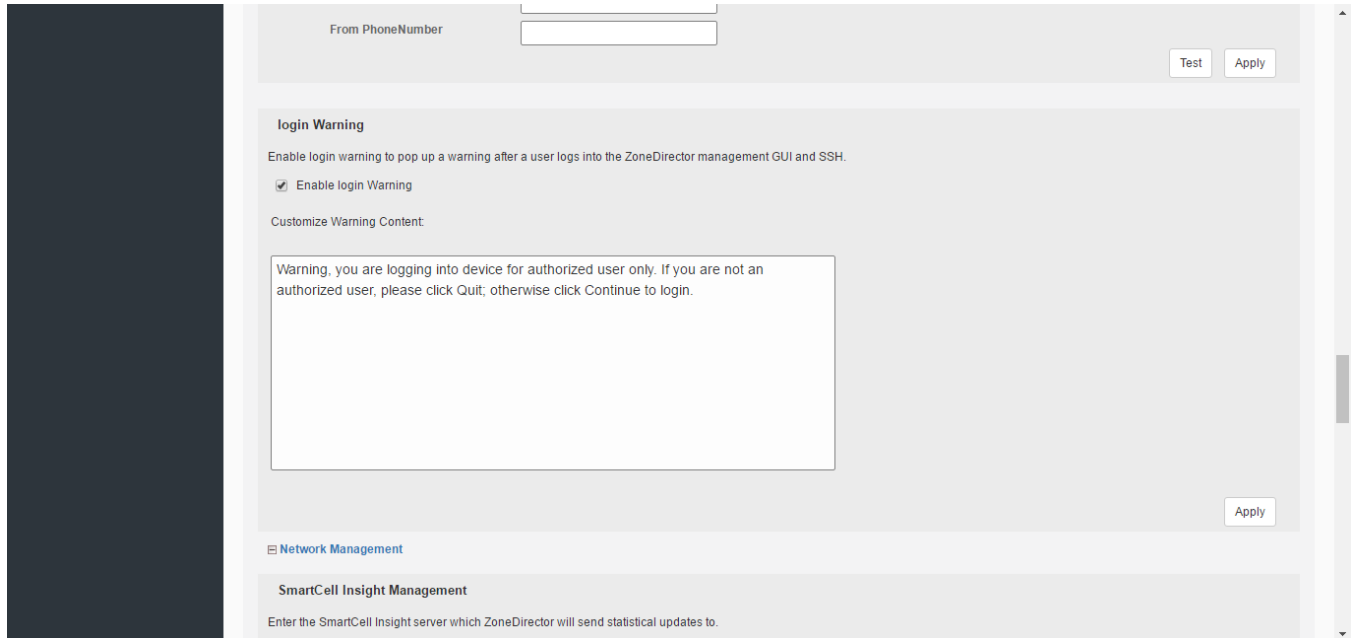 From PhoneNumber
Test Apply
login Warning
Enable login warning to pop up a warning after a user logs into the ZoneDirector management GUI and SSH.
Enable login Warning
Customize Warning Content:
Warning, you are logging into device for authorized user only. If you are not an
authorized user, please click Quit; otherwise click Continue to login.
Apply
Network Management
SmartCell Insight Management
Enter the SmartCell Insight server which ZoneDirector will send statistical updates to.